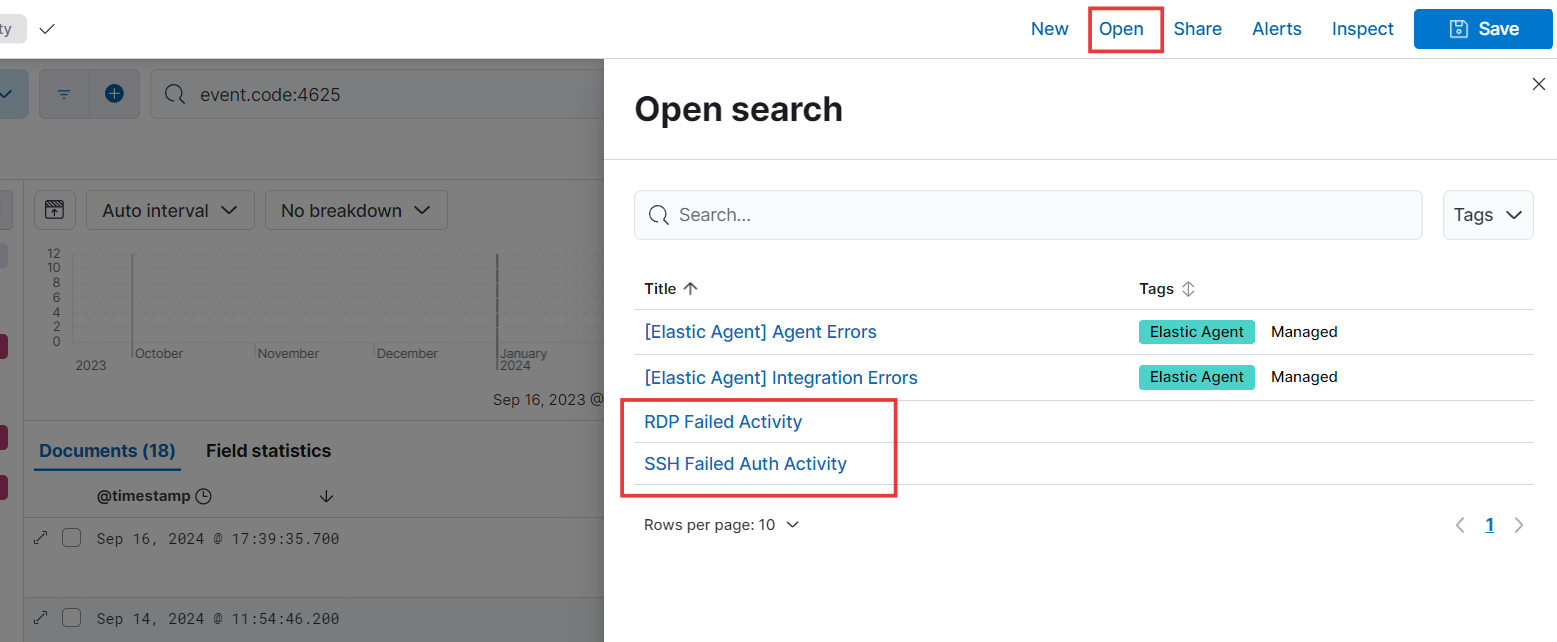 ty
New Open Share Alerts Inspect Save
event.code:4625
Open search
Auto interval No breakdown
Search... Tags
12
10
8
6
4
2
0
October November December January
2023 2024
Sep 16, 2023 @
Title Tags
[Elastic Agent] Agent Errors Elastic Agent Managed
[Elastic Agent] Integration Errors Elastic Agent Managed
RDP Failed Activity
SSH Failed Auth Activity
Rows per page: 10 1
Documents (18) Field statistics
@timestamp
Sep 16, 2024 @ 17:39:35.700
Sep 14, 2024 @ 11:54:46.200